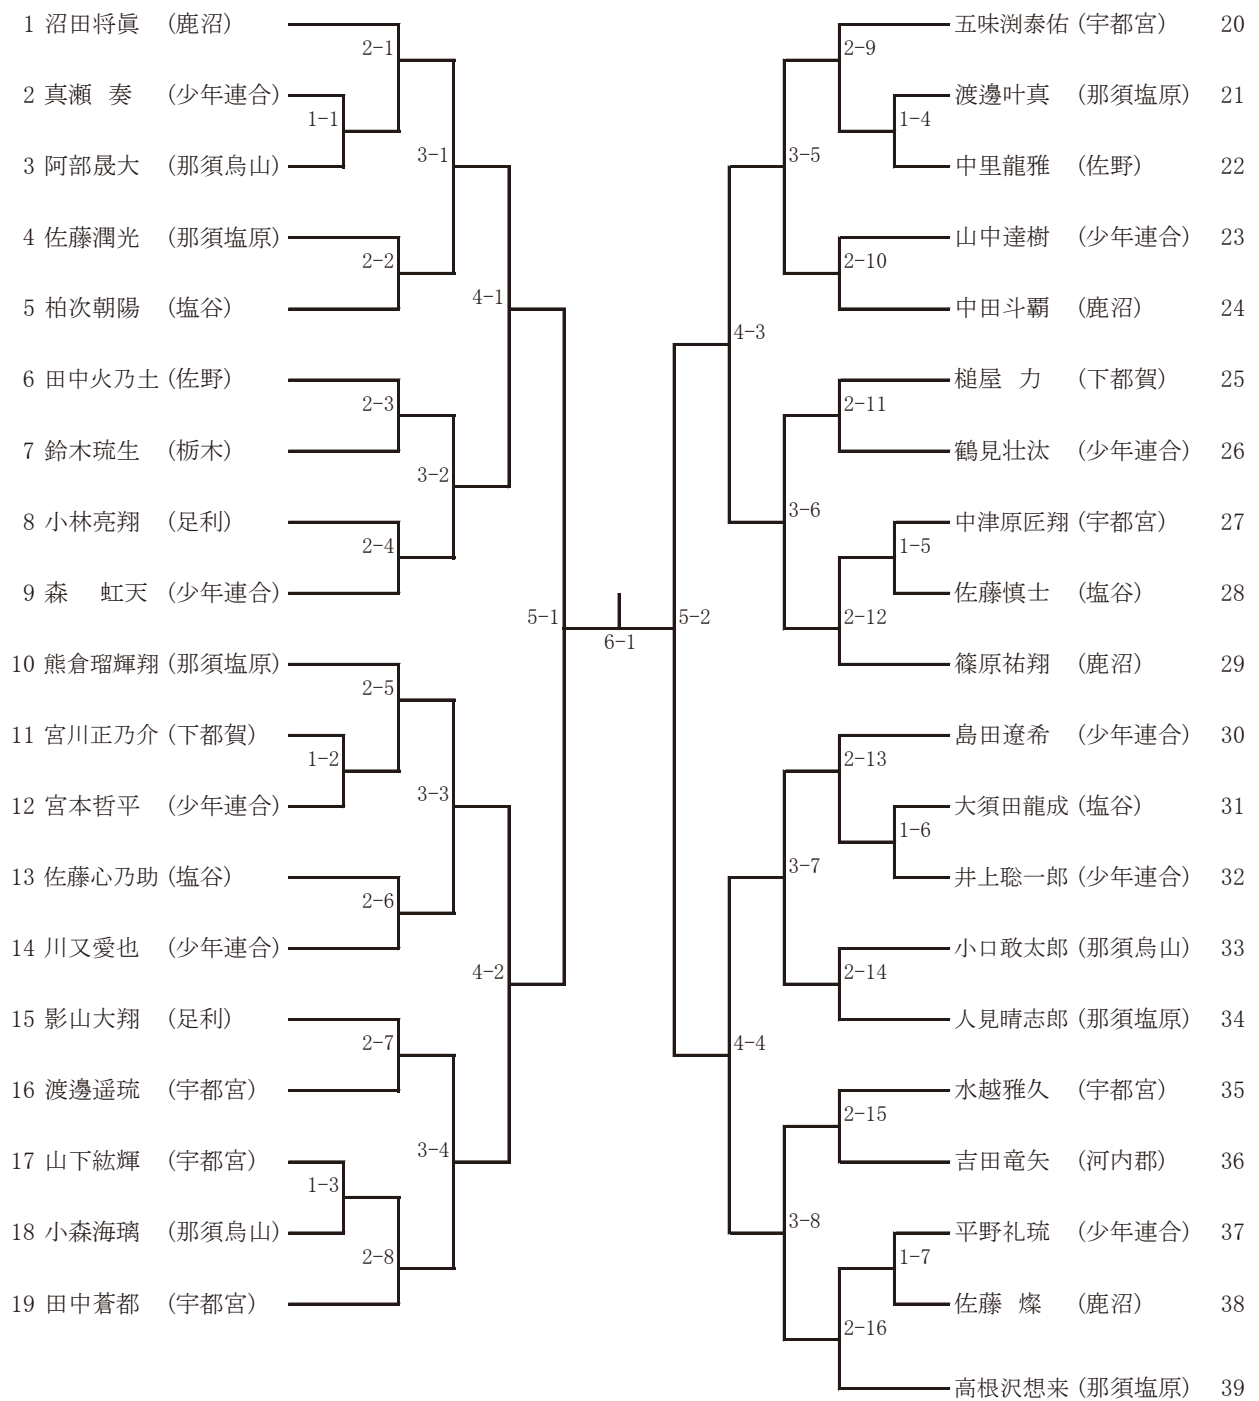 1 沼田将眞 (鹿沼)
2-1
2 真瀬 奏 (少年連合)
1-1
3 阿部晟大 (那須烏山)
3-1
4 佐藤潤光 (那須塩原)
2-2
4-1
5 柏次朝陽 (塩谷)
6 田中火乃土 (佐野)
2-3
7 鈴木琉生 (栃木)
3-2
8 小林亮翔 (足利)
2-4
9 森 虹天 (少年連合)
5-1
10 熊倉瑠輝翔 (那須塩原)
2-5
11 宮川正乃介 (下都賀)
1-2
3-3
12 宮本哲平 (少年連合)
13 佐藤心乃助 (塩谷)
2-6
14 川又愛也 (少年連合)
4-2
15 影山大翔 (足利)
2-7
16 渡邊遥琉 (宇都宮)
3-4
17 山下紘輝 (宇都宮)
1-3
18 小森海璃 (那須烏山)
2-8
19 田中蒼都 (宇都宮)
6-1
五味渕泰佑 (宇都宮) 20
2-9
渡邊叶真 (那須塩原) 21
1-4
3-5
中里龍雅 (佐野) 22
山中達樹 (少年連合) 23
2-10
中田斗覇 (鹿沼) 24
4-3
槌屋 力 (下都賀) 25
2-11
鶴見壮汰 (少年連合) 26
3-6
中津原匠翔 (宇都宮) 27
1-5
佐藤慎士 (塩谷) 28
5-2
2-12
篠原祐翔 (鹿沼) 29
島田遼希 (少年連合) 30
2-13
大須田龍成 (塩谷) 31
1-6
3-7
井上聡一郎 (少年連合) 32
小口敢太郎 (那須烏山) 33
2-14
人見晴志郎 (那須塩原) 34
4-4
水越雅久 (宇都宮) 35
2-15
吉田竜矢 (河内郡) 36
3-8
平野礼琉 (少年連合) 37
1-7
佐藤 燦 (鹿沼) 38
2-16
高根沢想来 (那須塩原) 39